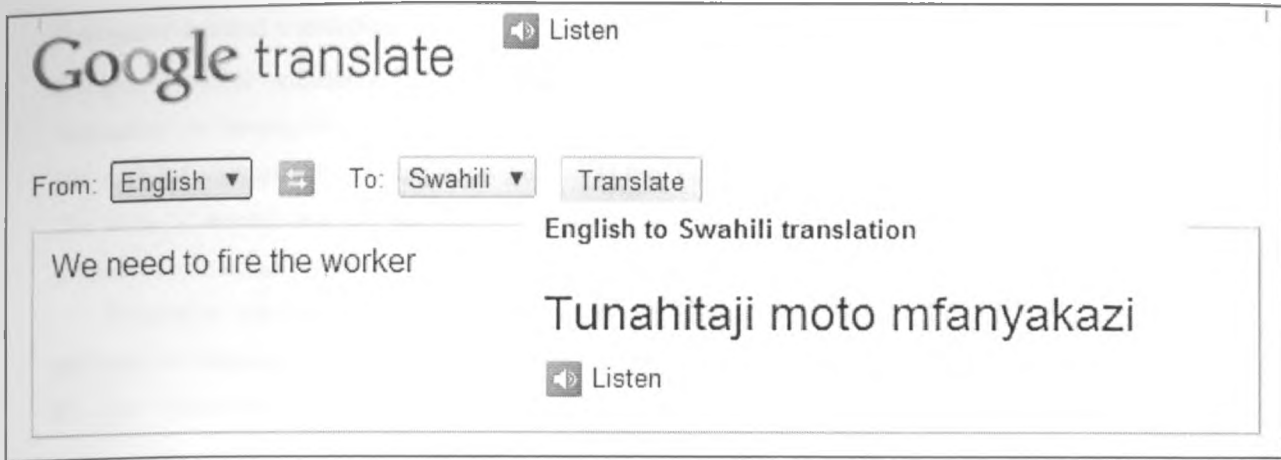 Listen
Google translate
From: English To: Swahili Translate
English to Swahili translation
We need to fire the worker
Tunahitaji moto mfanyakazi
Listen